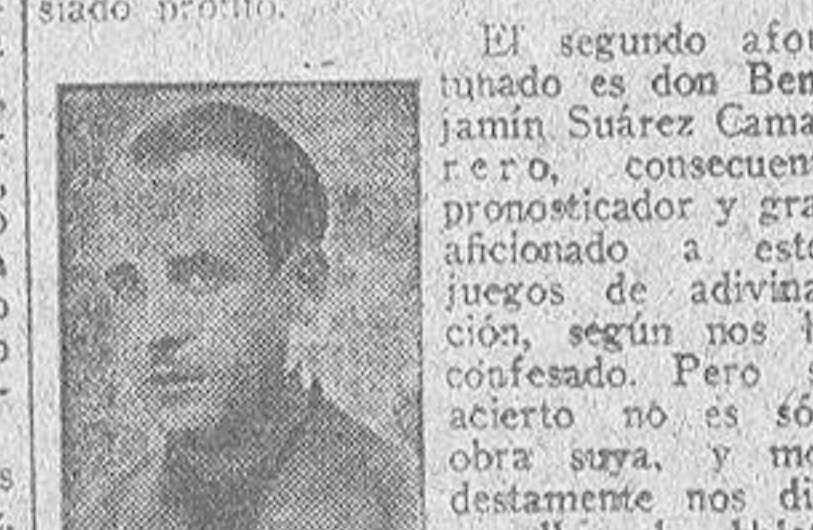 siado pronto.
El segundo afor
tunado es don Ben
jamín Suárez Cama
rero, consecuent
pronosticador y gra
aficionado a esto
juegos de adivina
ción, según nos h
confesado. Pero s
acierto no es só
obra suya, y mo
destamente nos di